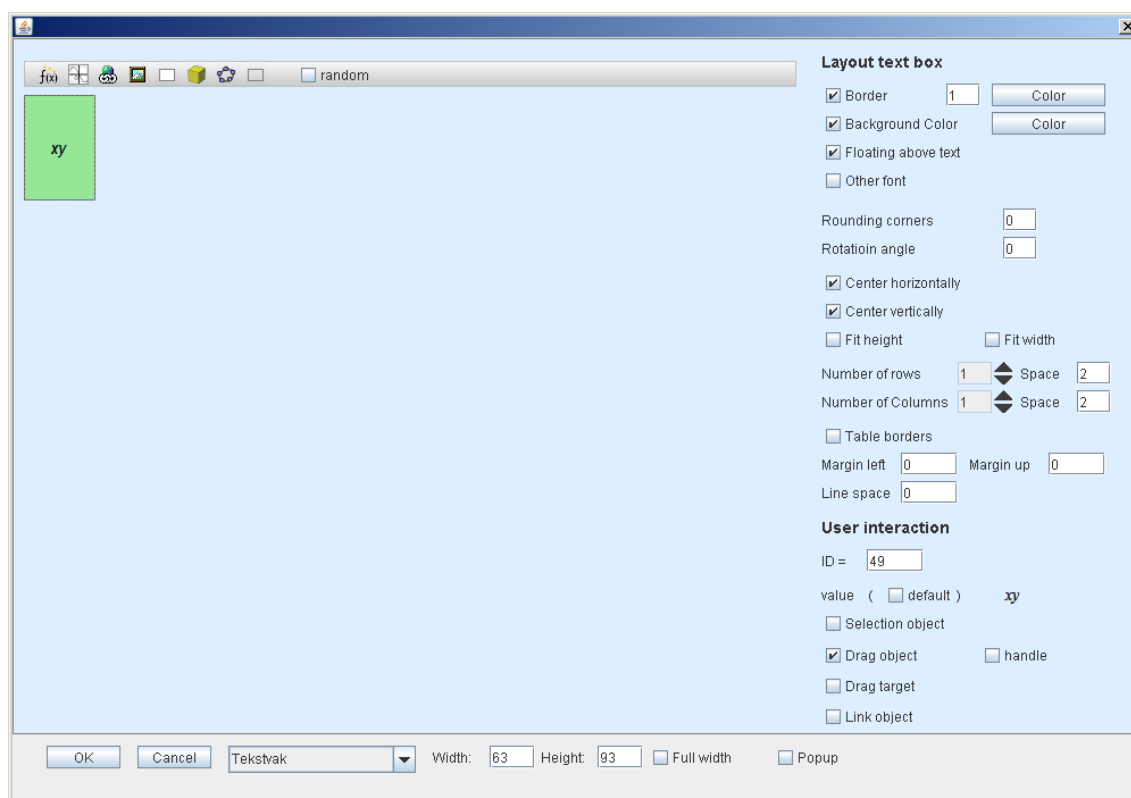 f(x) random
xy
Layout text box
Border 1 Color
Background Color Color
Floating above text
Other font
Rounding corners 0
Rotatioin angle 0
Center horizontally
Center vertically
Fit height Fit width
Number of rows 1 Space 2
Number of Columns 1 Space 2
Table borders
Margin left 0 Margin up 0
Line space 0
User interaction
ID = 49
value ( default ) xy
Selection object
Drag object handle
Drag target
Link object
OK Cancel Tekstvak Width: 63 Height: 93 Full width Popup